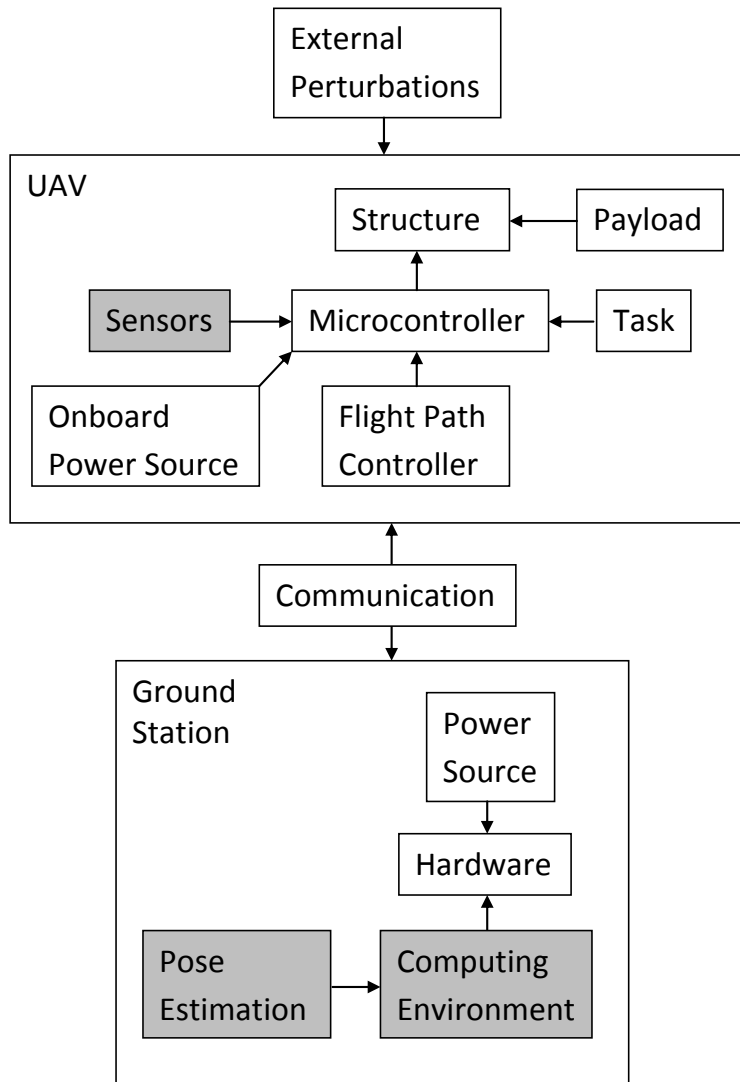 External
Perturbations
UAV
Structure
Payload
Sensors
Microcontroller
Task
Onboard
Power Source
Flight Path
Controller
Communication
Ground
Station
Power
Source
Hardware
Pose
Estimation
Computing
Environment